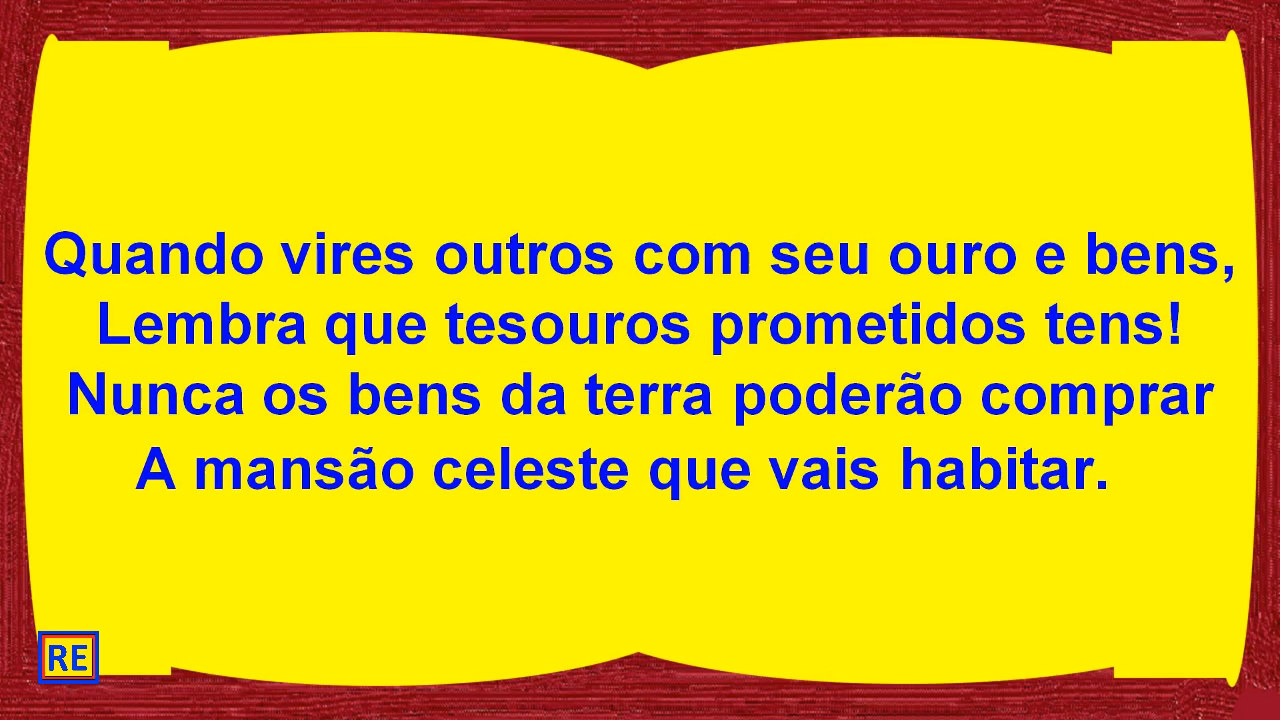 Quando vires outros com seu ouro e bens,
Lembra que tesouros prometidos tens!
Nunca os bens da terra poderão comprar
A mansão celeste que vais habitar.
RE